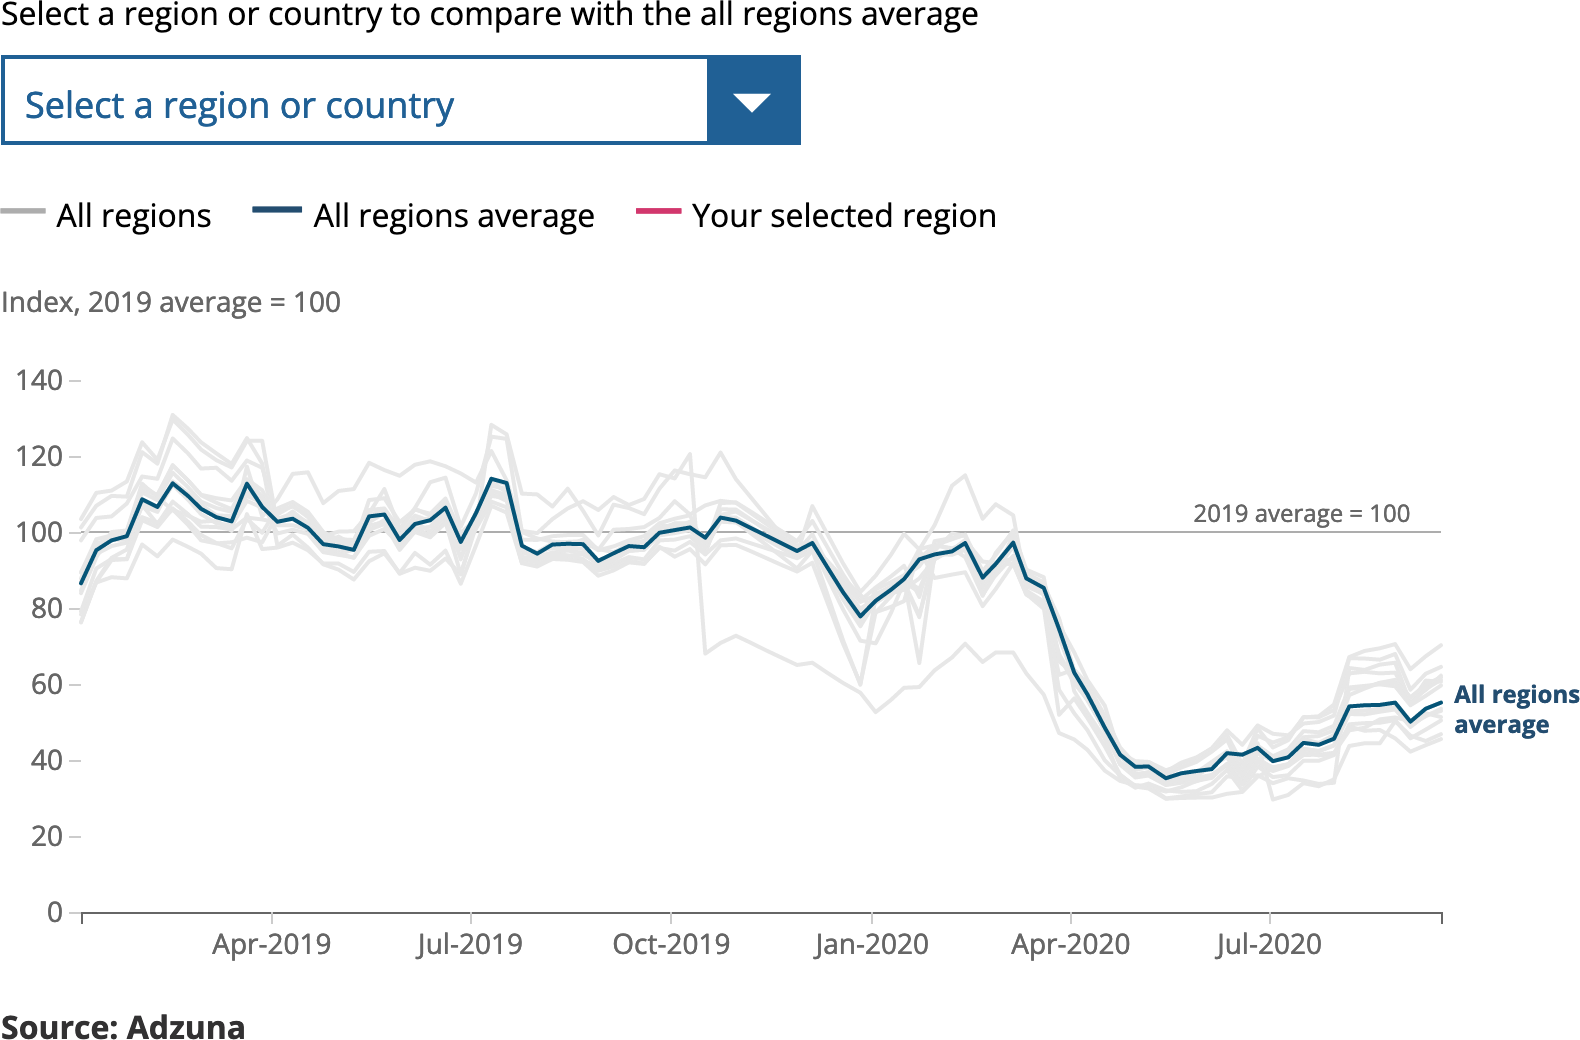 Select a region or country to compare with the all regions average
Select a region or country
All regions
All regions average
Your selected region
Index, 2019 average = 100
140
120
100
80
60
40
20
0
2019 average = 100
All regions
average
Apr-2019
Jul-2019
Oct-2019
Jan-2020
Apr-2020
Jul-2020
Source: Adzuna